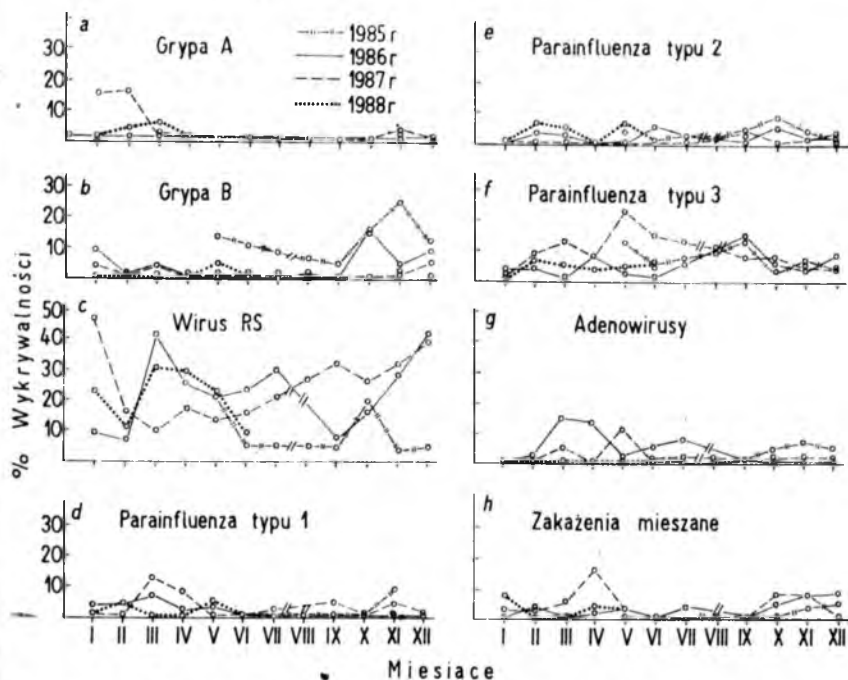 % Wykrywalności
a
Grypa A
30
20
10
1985 r
1986 r
1987 r
1988 r
b
Grypa B
30
20
10
c
Wirus RS
50
40
30
20
10
d
Parainfluenza typu 1
30
20
10
I II III IV V VI VII VIII IX X XI XII
e
Parainfluenza typu 2
f
Parainfluenza typu 3
g
Adenowirusy
h
Zakażenia mieszane
I II III IV V VI VII VIII IX X XI XII
Miesiace